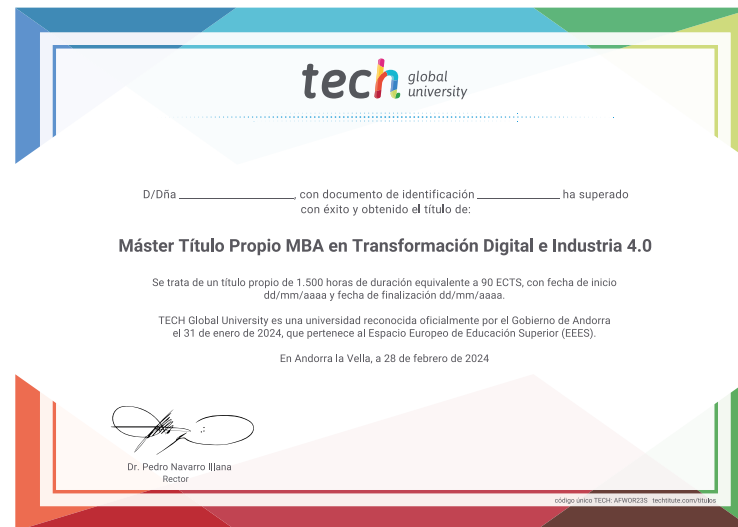 tech global university
D/Dña ____________________, con documento de identificación ______________ ha superado
con éxito y obtenido el título de:
Máster Título Propio MBA en Transformación Digital e Industria 4.0
Se trata de un título propio de 1.500 horas de duración equivalente a 90 ECTS, con fecha de inicio
dd/mm/aaaa y fecha de finalización dd/mm/aaaa.
TECH Global University es una universidad reconocida oficialmente por el Gobierno de Andorra
el 31 de enero de 2024, que pertenece al Espacio Europeo de Educación Superior (EEES).
En Andorra la Vella, a 28 de febrero de 2024
Dr. Pedro Navarro Illana
Rector
código único TECH: AFWOR23S techtitute.com/titulos